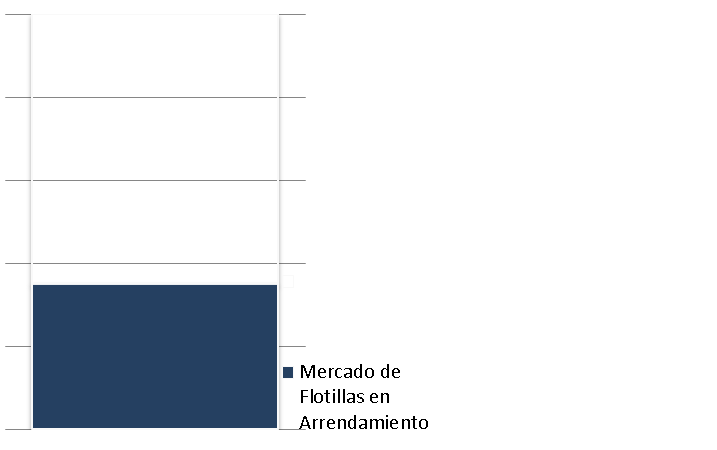 Mercado de
Flotillas en
Arrendamiento